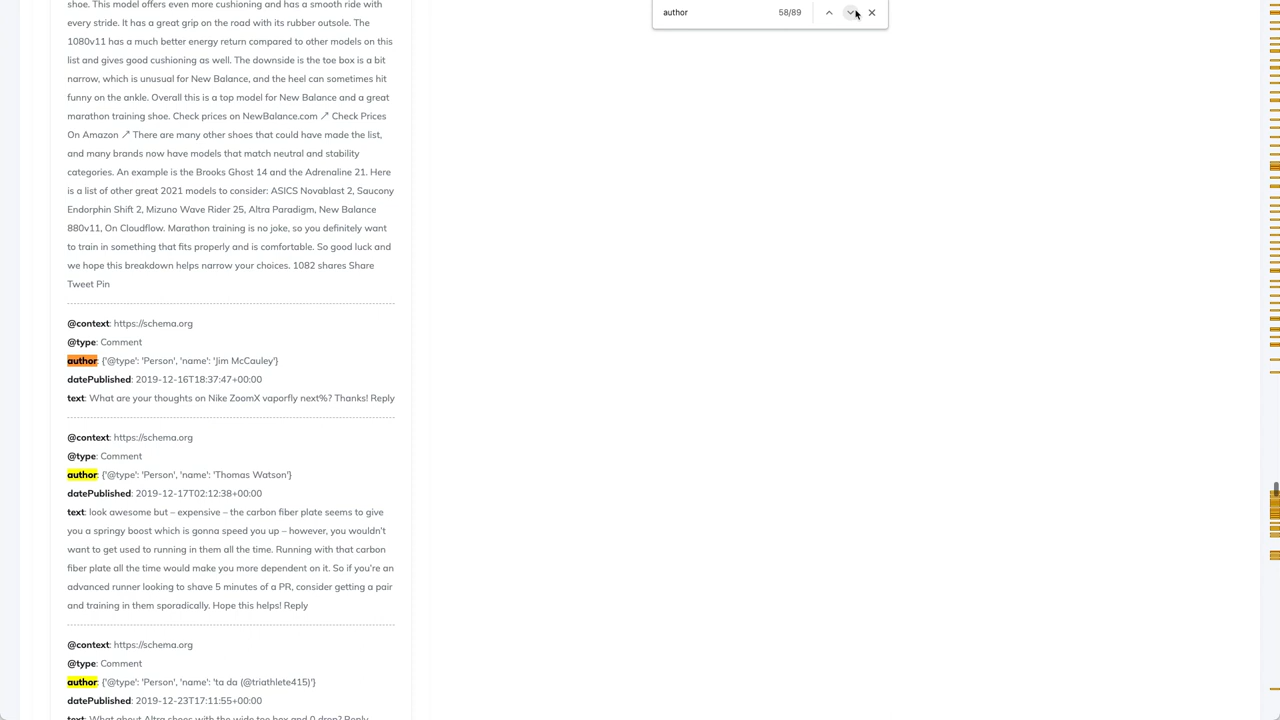 author
58/89
shoe. This model offers even more cushioning and has a smooth ride with
every stride. It has a great grip on the road with its rubber outsole. The
1080v11 has a much better energy return compared to other models on this
list and gives good cushioning as well. The downside is the toe box is a bit
narrow, which is unusual for New Balance, and the heel can sometimes hit
funny on the ankle. Overall this is a top model for New Balance and a great
marathon training shoe. Check prices on NewBalance.com ↗ Check Prices
On Amazon ↗ There are many other shoes that could have made the list,
and many brands now have models that match neutral and stability
categories. An example is the Brooks Ghost 14 and the Adrenaline 21. Here
is a list of other great 2021 models to consider: ASICS Novablast 2, Saucony
Endorphin Shift 2, Mizuno Wave Rider 25, Altra Paradigm, New Balance
880v11, On Cloudflow. Marathon training is no joke, so you definitely want
to train in something that fits properly and is comfortable. So good luck and
we hope this breakdown helps narrow your choices. 1082 shares Share
Tweet Pin
@context: https://schema.org
@type: Comment
author: {'@type': 'Person', 'name': 'Jim McCauley'}
datePublished: 2019-12-16T18:37:47+00:00
text: What are your thoughts on Nike ZoomX vaporfly next%? Thanks! Reply
@context: https://schema.org
@type: Comment
author: {'@type': 'Person', 'name': 'Thomas Watson'}
datePublished: 2019-12-17T02:12:38+00:00
text: look awesome but – expensive – the carbon fiber plate seems to give
you a springy boost which is gonna speed you up – however, you wouldn't
want to get used to running in them all the time. Running with that carbon
fiber plate all the time would make you more dependent on it. So if you're an
advanced runner looking to shave 5 minutes of a PR, consider getting a pair
and training in them sporadically. Hope this helps! Reply
@context: https://schema.org
@type: Comment
author: {'@type': 'Person', 'name': 'ta da (@triathlete415)'}
datePublished: 2019-12-23T17:11:55+00:00
text: What about Altra shoes with the wide toe box and 0 drop? Reply